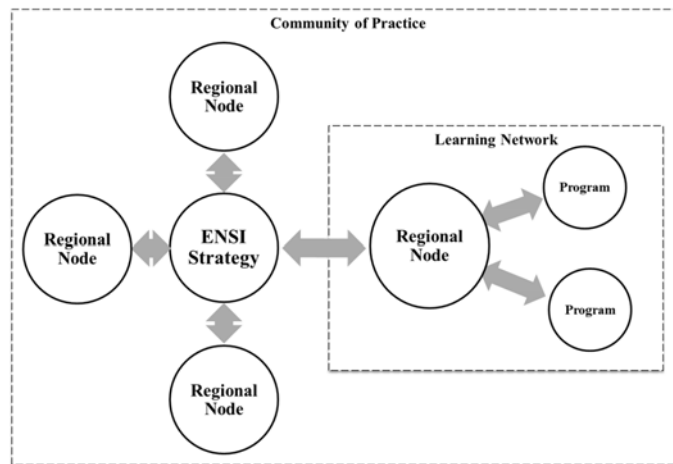 Community of Practice
Regional
Node
Learning Network
Program
Regional
Node
ENSI
Strategy
Regional
Node
Program
Regional
Node